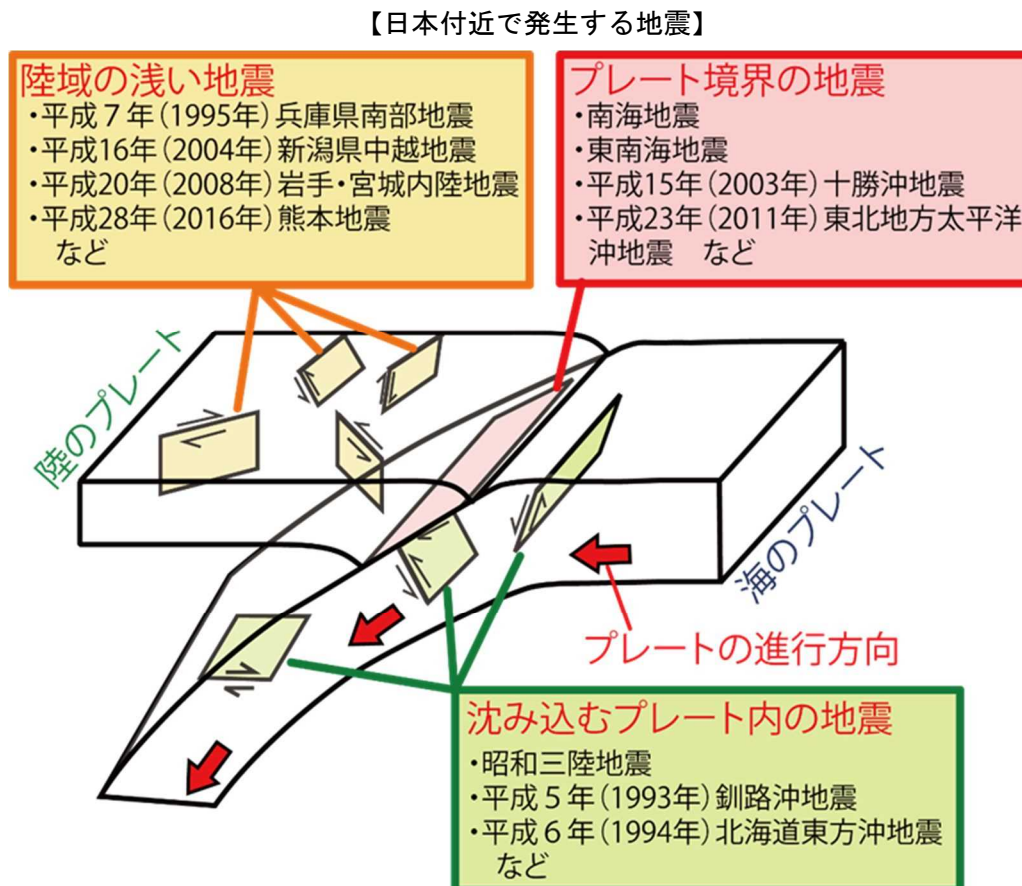 【日本付近で発生する地震】
陸域の浅い地震
・平成7年(1995年)兵庫県南部地震
・平成16年(2004年)新潟県中越地震
・平成20年(2008年)岩手・宮城内陸地震
・平成28年(2016年)熊本地震
など
プレート境界の地震
・南海地震
・東南海地震
・平成15年(2003年)十勝沖地震
・平成23年(2011年)東北地方太平洋
沖地震 など
陸のプレート
海のプレート
プレートの進行方向
沈み込むプレート内の地震
・昭和三陸地震
・平成5年(1993年)釧路沖地震
・平成6年(1994年)北海道東方沖地震
など